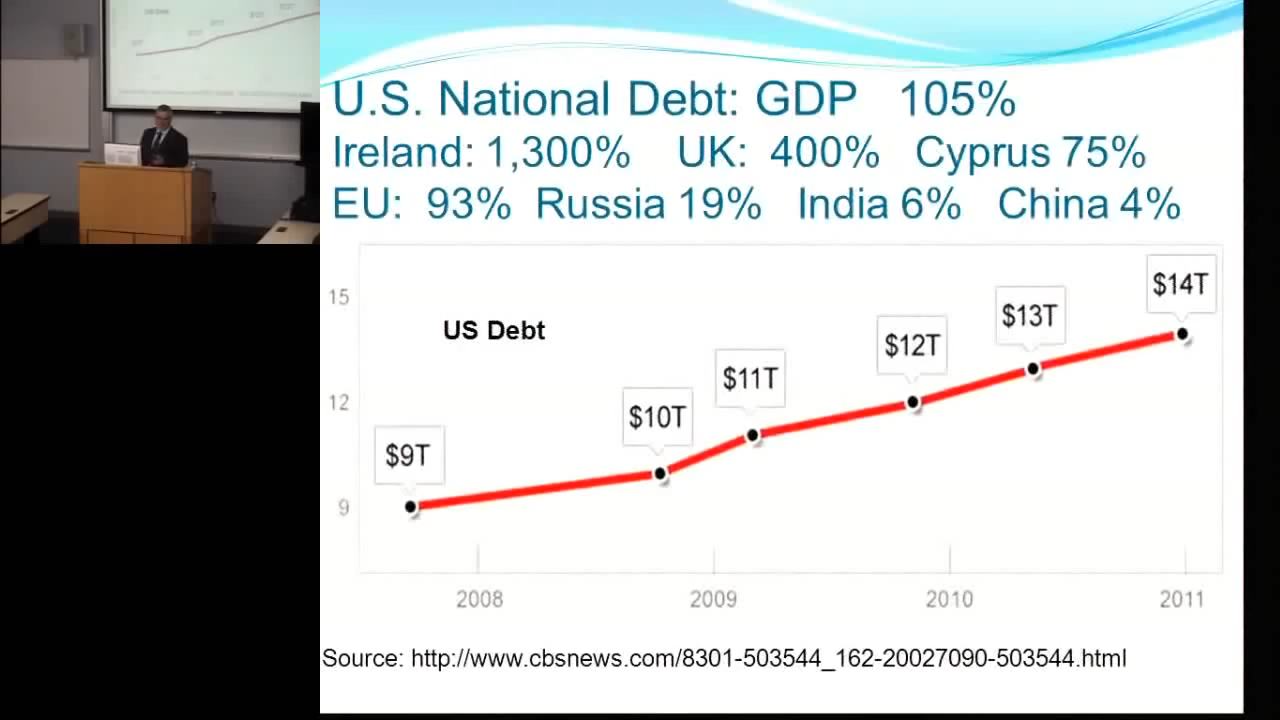 U.S. National Debt: GDP 105%
Ireland: 1,300% UK: 400% Cyprus 75%
EU: 93% Russia 19% India 6% China 4%
US Debt
15
12
9
$9T
$10T
$11T
$12T
$13T
$14T
2008 2009 2010 2011
Source: http://www.cbsnews.com/8301-503544_162-20027090-503544.html